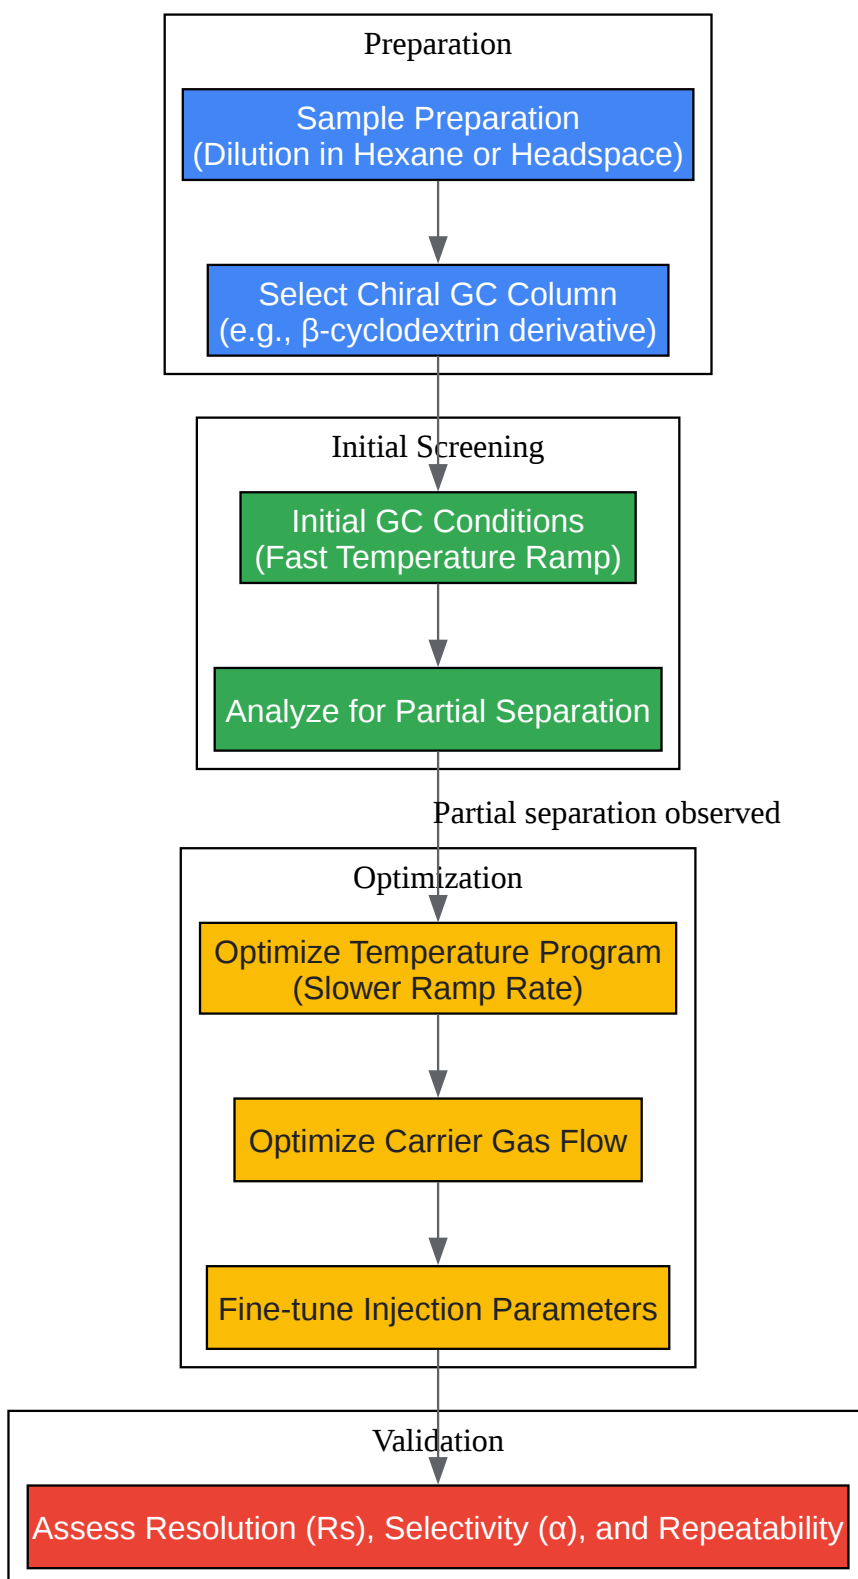 Preparation
Sample Preparation
(Dilution in Hexane or Headspace)
Select Chiral GC Column
(e.g., β-cyclodextrin derivative)
Initial Screening
Initial GC Conditions
(Fast Temperature Ramp)
Analyze for Partial Separation
Partial separation observed
Optimization
Optimize Temperature Program
(Slower Ramp Rate)
Optimize Carrier Gas Flow
Fine-tune Injection Parameters
Validation
Assess Resolution (Rs), Selectivity (α), and Repeatability